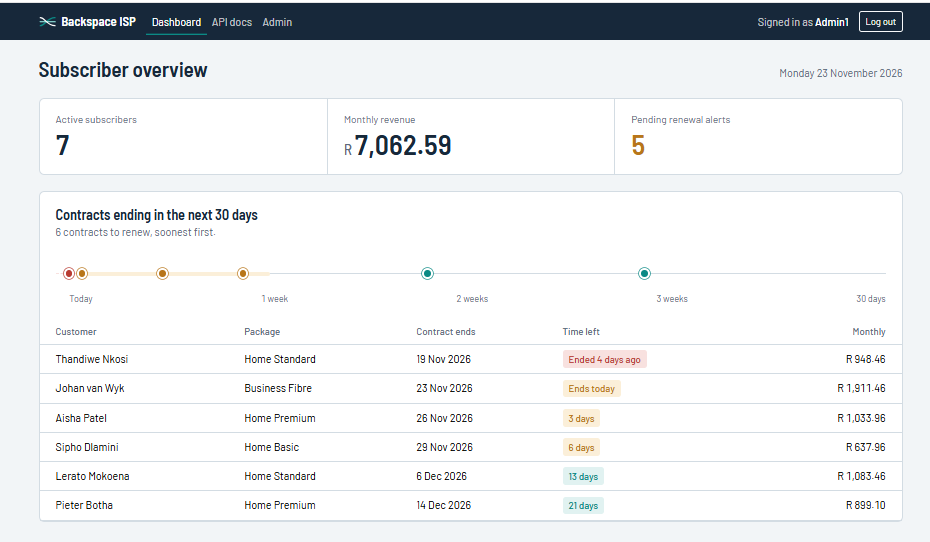 Backspace ISP Dashboard API docs Admin Signed in as Admin1 Log out
Subscriber overview Monday 23 November 2026
Active subscribers Monthly revenue Pending renewal alerts
7 R 7,062.59 5
Contracts ending in the next 30 days
6 contracts to renew, soonest first.
Today 1 week 2 weeks 3 weeks 30 days
Customer Package Contract ends Time left Monthly
Thandiwe Nkosi Home Standard 19 Nov 2026 Ended 4 days ago R 948.46
Johan van Wyk Business Fibre 23 Nov 2026 Ends today R 1,911.46
Aisha Patel Home Premium 26 Nov 2026 3 days R 1,033.96
Sipho Dlamini Home Basic 29 Nov 2026 6 days R 637.96
Lerato Mokoena Home Standard 6 Dec 2026 13 days R 1,083.46
Pieter Botha Home Premium 14 Dec 2026 21 days R 899.10